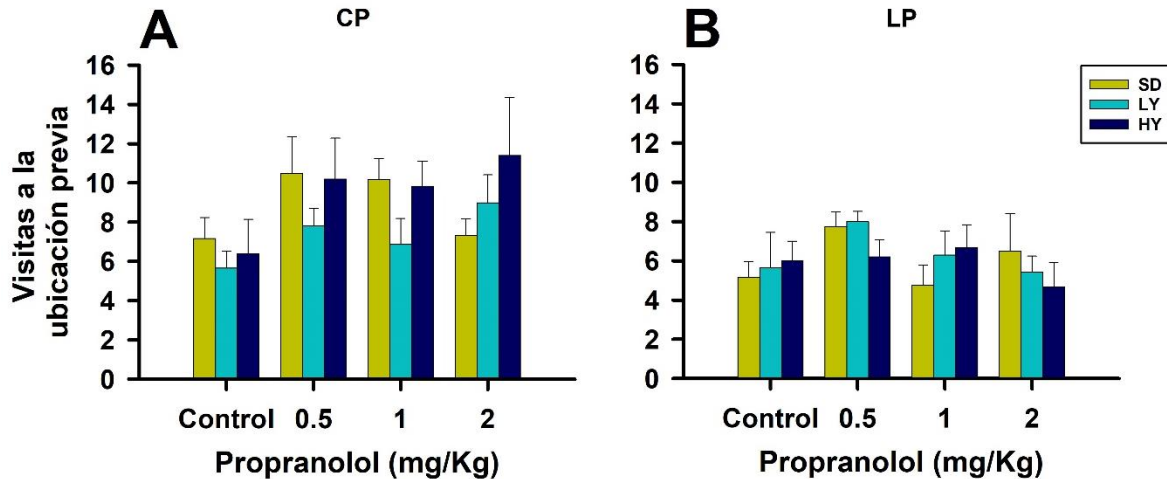 A
CP
B
LP
Visitas a la
ubicación previa
16
14
12
10
8
6
4
2
0
Control 0.5 1 2
Propranolol (mg/Kg)
16
14
12
10
8
6
4
2
0
Control 0.5 1 2
Propranolol (mg/Kg)
SD
LY
HY